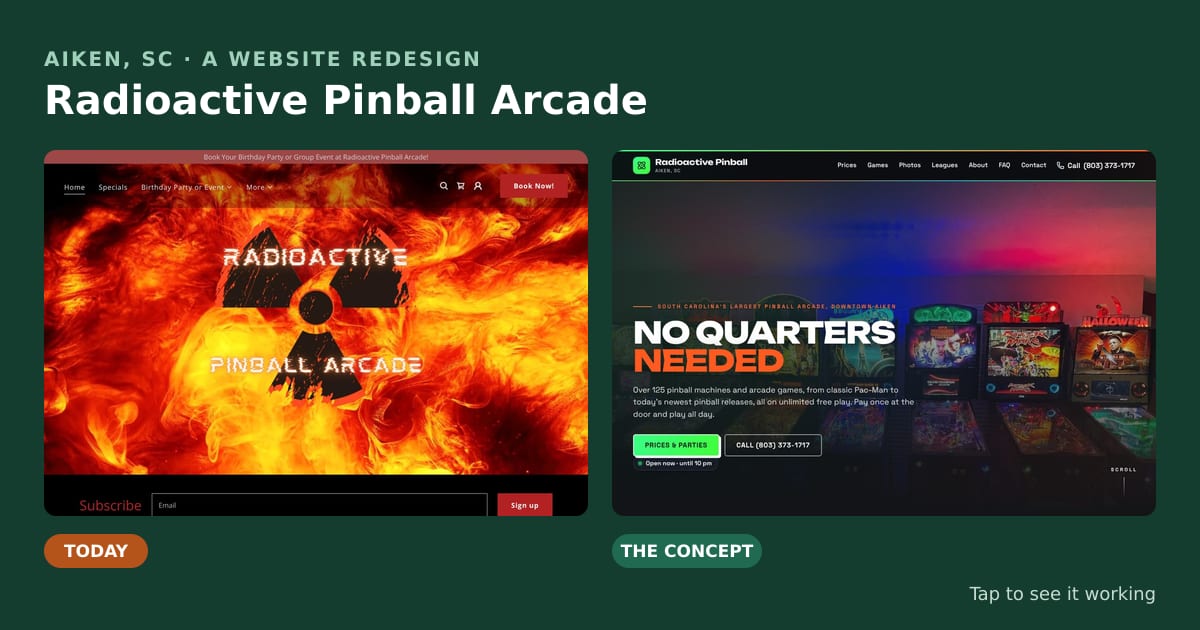 AIKEN, SC · A WEBSITE REDESIGN
Radioactive Pinball Arcade
Book Your Birthday Party or Group Event at Radioactive Pinball Arcade!
Home
Specials
Birthday Party or Event
More
Book Now!
RADIOACTIVE
PINBALL ARCADE
Subscribe
Email
Sign up
TODAY
Radioactive Pinball
AIKEN, SC
Prices
Games
Photos
Leagues
About
FAQ
Contact
Call (803) 373-1717
SOUTH CAROLINA'S LARGEST PINBALL ARCADE, DOWNTOWN AIKEN
NO QUARTERS
NEEDED
Over 125 pinball machines and arcade games, from classic Pac-Man to
today's newest pinball releases, all on unlimited free play. Pay once at the
door and play all day.
PRICES & PARTIES
CALL (803) 373-1717
Open now · until 10 pm
HALLOWEEN
SCROLL
THE CONCEPT
Tap to see it working